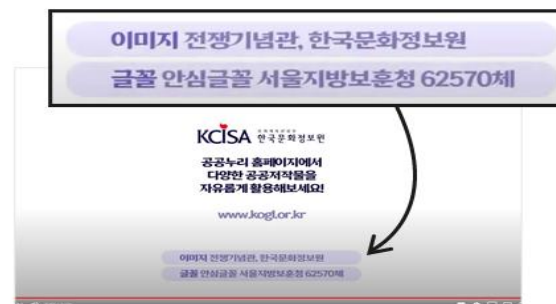 이미지 전쟁기념관, 한국문화정보원
글꼴 안심글꼴 서울지방보훈청 62570체
KCISA 한국문화정보원
공공누리 홈페이지에서
다양한 공공저작물을
자유롭게 활용해보세요!
www.kogl.or.kr
이미지 전쟁기념관, 한국문화정보원
글꼴 안심글꼴 서울지방보훈청 62570체